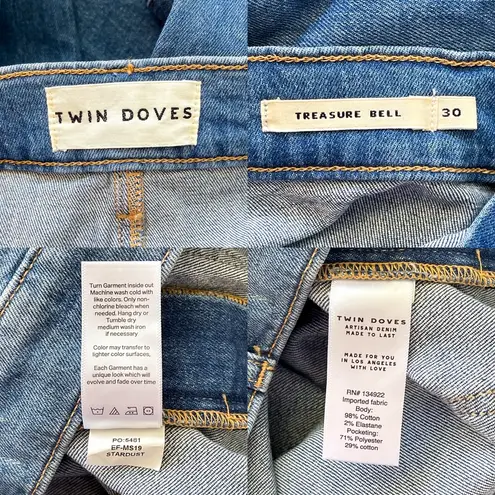 TWIN DOVES
TREASURE BELL 30
Turn Garment inside out
Machine wash cold with
like colors. Only non-
chlorine bleach when
needed. Hang dry or
Tumble dry
medium wash iron
if necessary
Color may transfer to
lighter color surfaces,
Each Garment has a
unique look which will
evolve and fade over time
PO:6481
EF-MS19
STARDUST
TWIN DOVES
ARTISAN DENIM
MADE TO LAST
MADE FOR YOU
IN LOS ANGELES
WITH LOVE
RN# 134922
Imported fabric
Body:
98% Cotton
2% Elastane
Pocketing:
71% Polyester
29% cotton